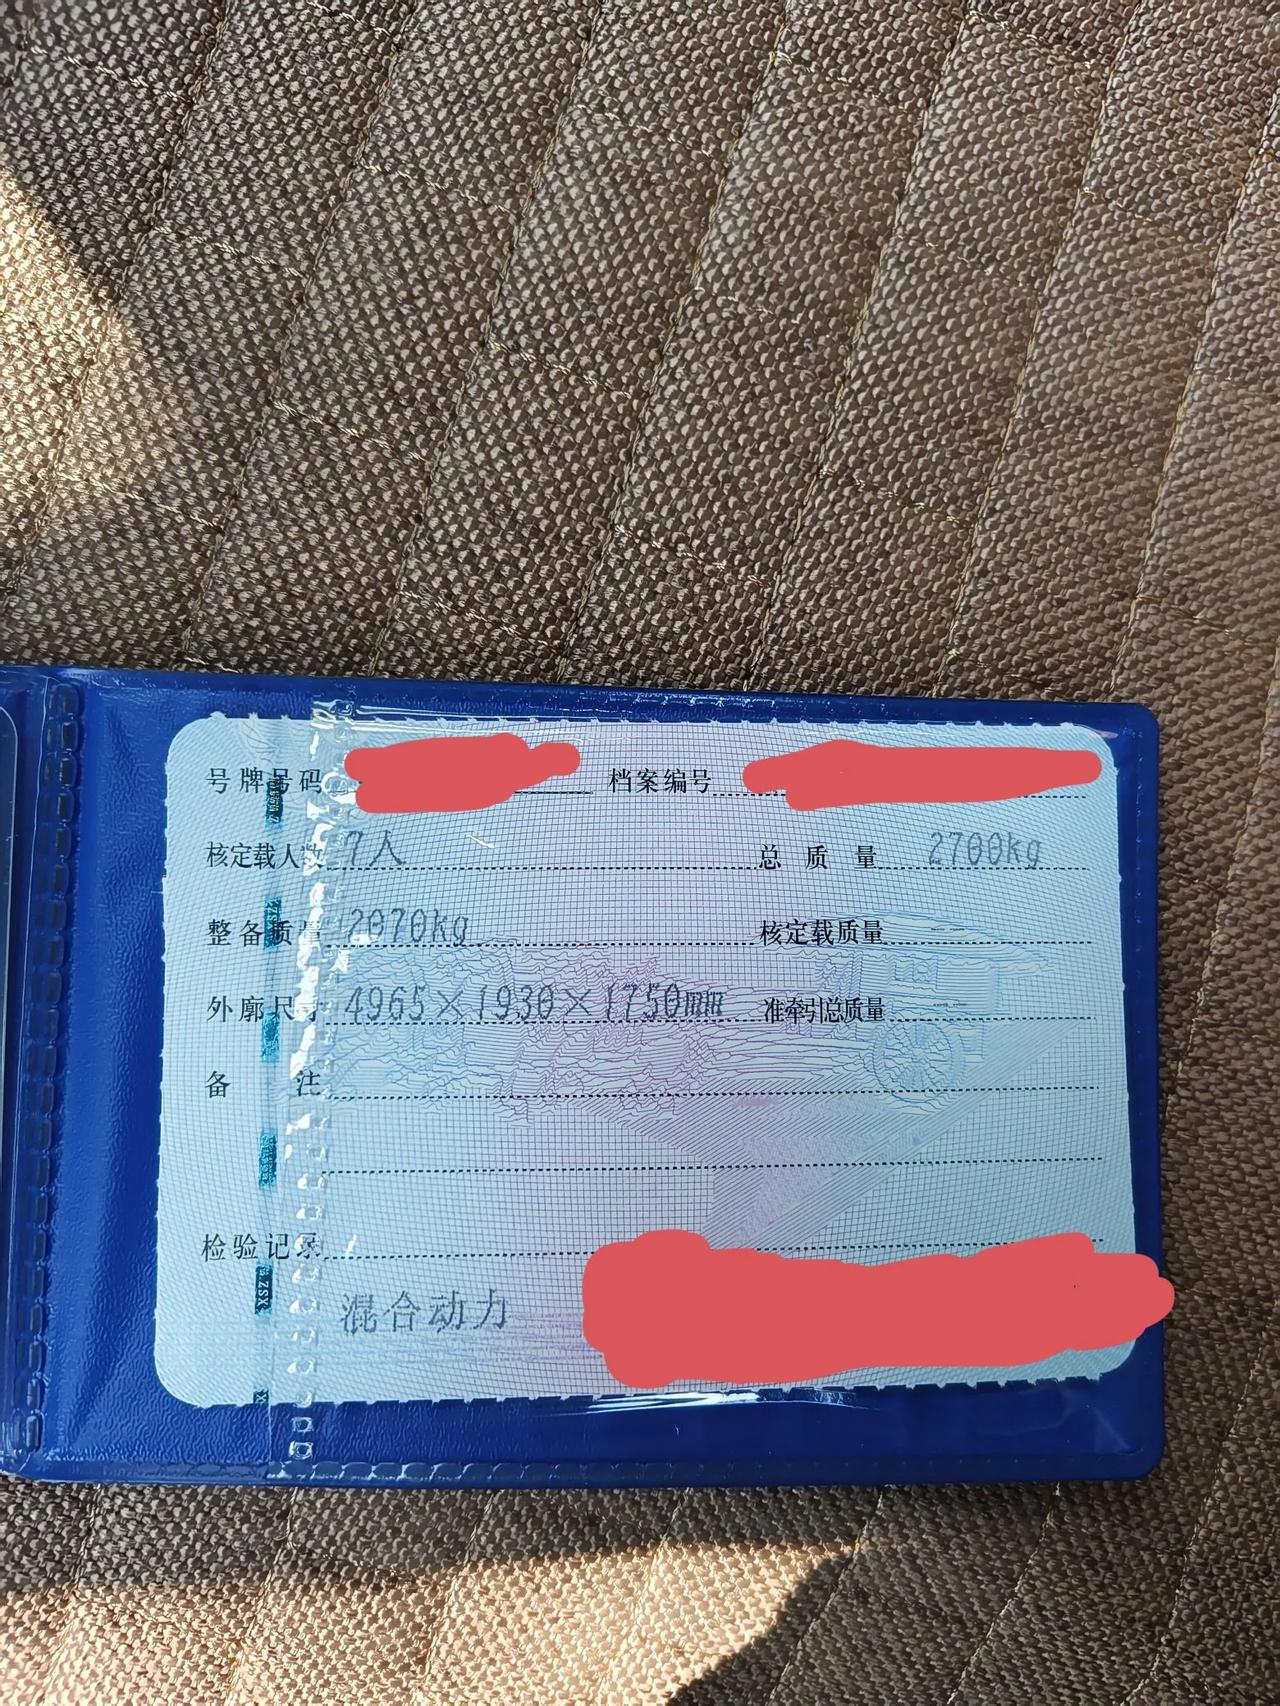 号牌号码 档案编号
核定载人数 7人 总质量 2700kg
整备质量 2070kg 核定载质量
外廓尺寸 4965×1930×1750mm 准牵引总质量
备注
检验记录
混合动力